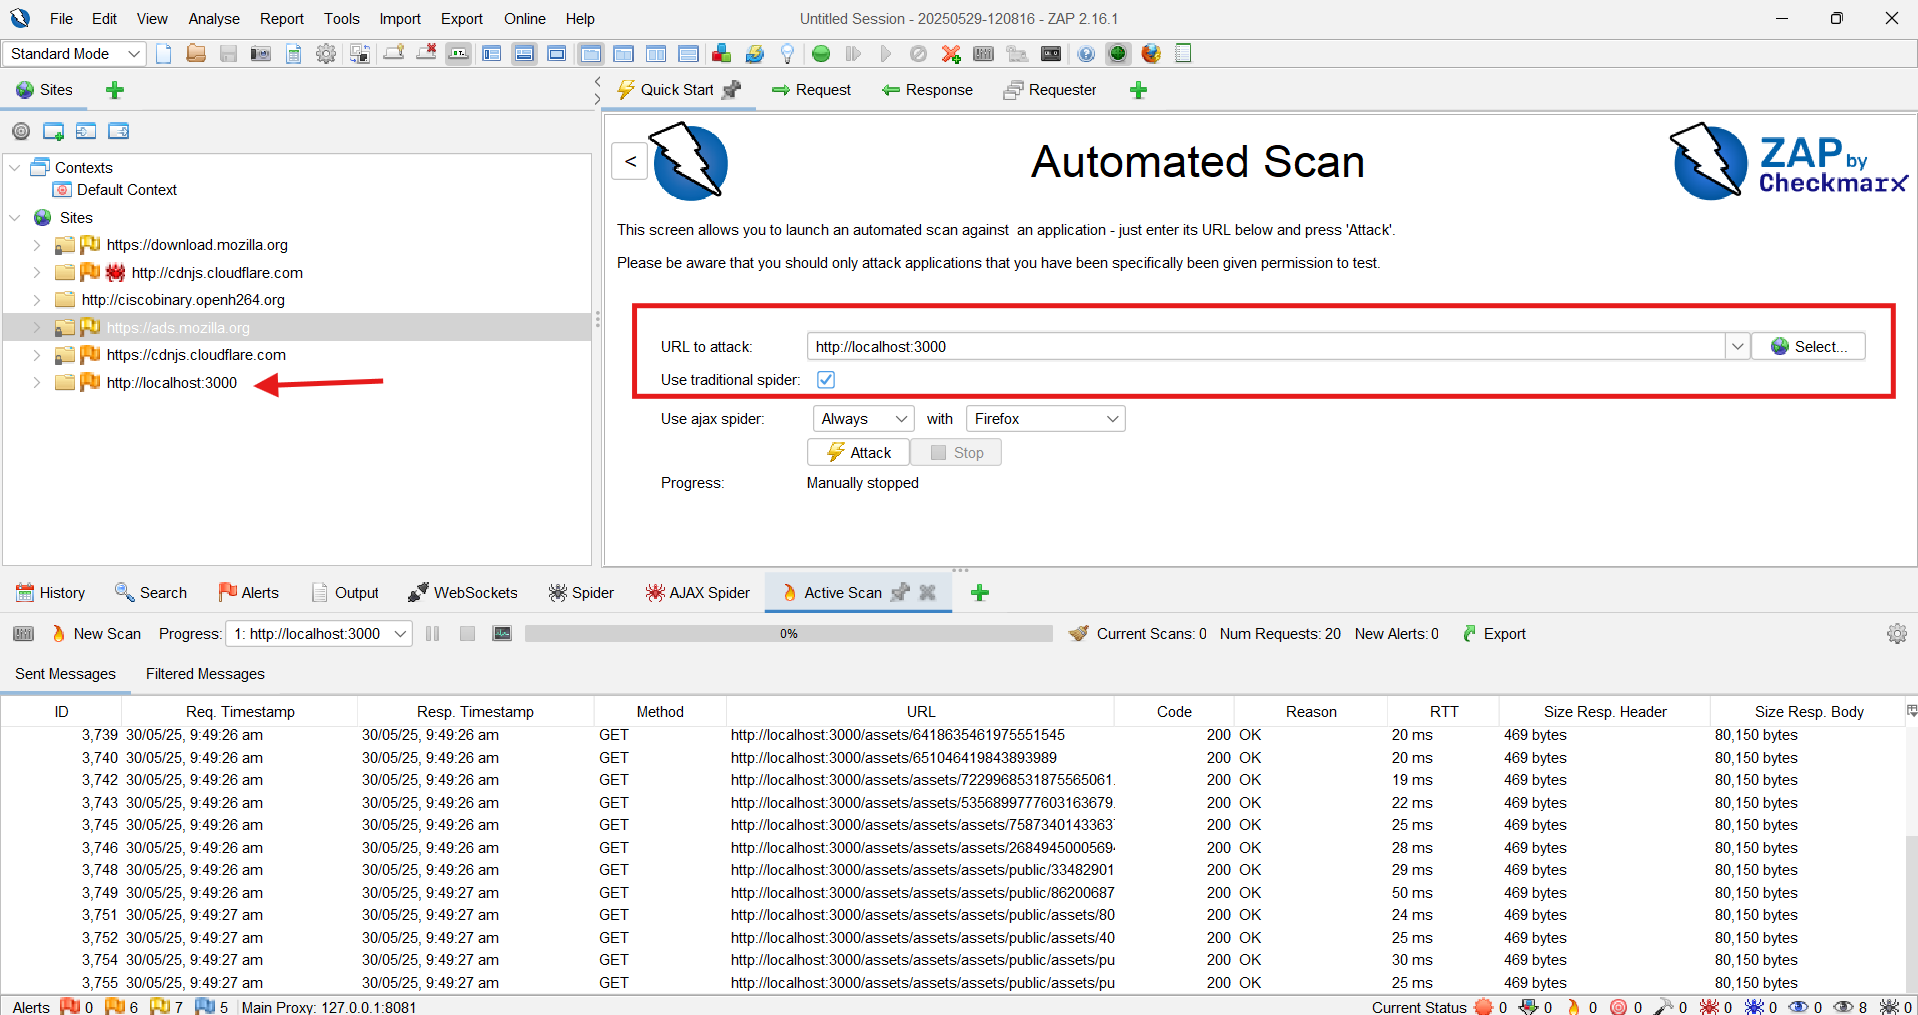 File Edit View Analyse Report Tools Import Export Online Help
Untitled Session - 20250529-120816 - ZAP 2.16.1
Standard Mode
Sites
Quick Start Request Response Requester
Contexts
Default Context
Sites
https://download.mozilla.org
http://cdnjs.cloudflare.com
http://ciscobinary.openh264.org
https://ads.mozilla.org
https://cdnjs.cloudflare.com
http://localhost:3000
<
Automated Scan
ZAP by
Checkmarx
This screen allows you to launch an automated scan against an application - just enter its URL below and press 'Attack'.
Please be aware that you should only attack applications that you have been specifically been given permission to test.
URL to attack: http://localhost:3000 Select...
Use traditional spider:
Use ajax spider: Always with Firefox
Attack Stop
Progress: Manually stopped
History Search Alerts Output WebSockets Spider AJAX Spider Active Scan
New Scan Progress: 1: http://localhost:3000 0% Current Scans: 0 Num Requests: 20 New Alerts: 0 Export
Sent Messages Filtered Messages
ID Req. Timestamp Resp. Timestamp Method URL Code Reason RTT Size Resp. Header Size Resp. Body
3,739 30/05/25, 9:49:26 am 30/05/25, 9:49:26 am GET http://localhost:3000/assets/6418635461975551545 200 OK 20 ms 469 bytes 80,150 bytes
3,740 30/05/25, 9:49:26 am 30/05/25, 9:49:26 am GET http://localhost:3000/assets/651046419843893989 200 OK 20 ms 469 bytes 80,150 bytes
3,742 30/05/25, 9:49:26 am 30/05/25, 9:49:26 am GET http://localhost:3000/assets/assets/7229968531875565061. 200 OK 19 ms 469 bytes 80,150 bytes
3,743 30/05/25, 9:49:26 am 30/05/25, 9:49:26 am GET http://localhost:3000/assets/assets/5356899777603163679. 200 OK 22 ms 469 bytes 80,150 bytes
3,745 30/05/25, 9:49:26 am 30/05/25, 9:49:26 am GET http://localhost:3000/assets/assets/assets/75873401433637 200 OK 25 ms 469 bytes 80,150 bytes
3,746 30/05/25, 9:49:26 am 30/05/25, 9:49:26 am GET http://localhost:3000/assets/assets/assets/2684945000569 200 OK 28 ms 469 bytes 80,150 bytes
3,748 30/05/25, 9:49:26 am 30/05/25, 9:49:26 am GET http://localhost:3000/assets/assets/assets/public/33482901 200 OK 29 ms 469 bytes 80,150 bytes
3,749 30/05/25, 9:49:26 am 30/05/25, 9:49:27 am GET http://localhost:3000/assets/assets/assets/public/86200687 200 OK 50 ms 469 bytes 80,150 bytes
3,751 30/05/25, 9:49:27 am 30/05/25, 9:49:27 am GET http://localhost:3000/assets/assets/assets/public/assets/80 200 OK 24 ms 469 bytes 80,150 bytes
3,752 30/05/25, 9:49:27 am 30/05/25, 9:49:27 am GET http://localhost:3000/assets/assets/assets/public/assets/40 200 OK 25 ms 469 bytes 80,150 bytes
3,754 30/05/25, 9:49:27 am 30/05/25, 9:49:27 am GET http://localhost:3000/assets/assets/assets/public/assets/pu 200 OK 30 ms 469 bytes 80,150 bytes
3,755 30/05/25, 9:49:27 am 30/05/25, 9:49:27 am GET http://localhost:3000/assets/assets/assets/public/assets/pu 200 OK 25 ms 469 bytes 80,150 bytes
Alerts 0 6 7 5 Main Proxy: 127.0.0.1:8081 Current Status 0 0 0 0 0 0 0 0 8 0